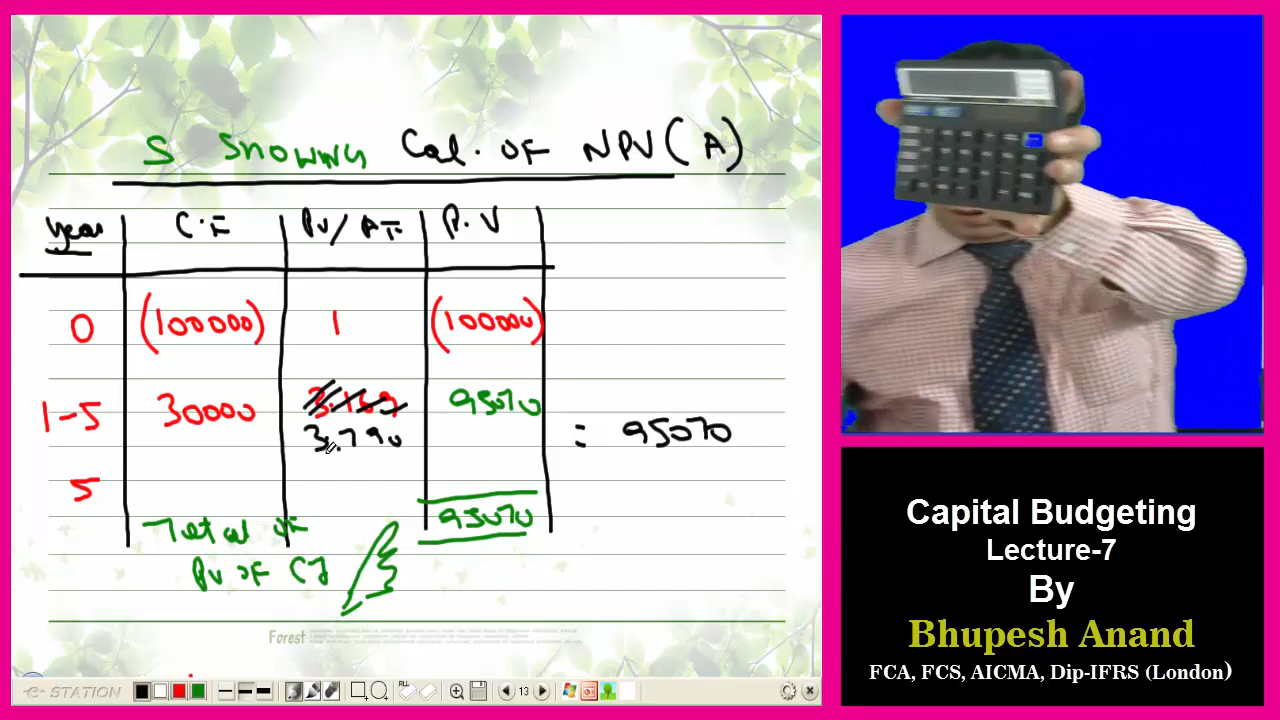 S Showing Cal. of NPV (A)
Year C.F PV/ AF P.V
0 (100000) 1 (100000)
1-5 30000 95070
3.790 = 95070
5
Total of 95070
PV of CF
Forest
C-STATION 13
Capital Budgeting
Lecture-7
By
Bhupesh Anand
FCA, FCS, AICMA, Dip-IFRS (London)